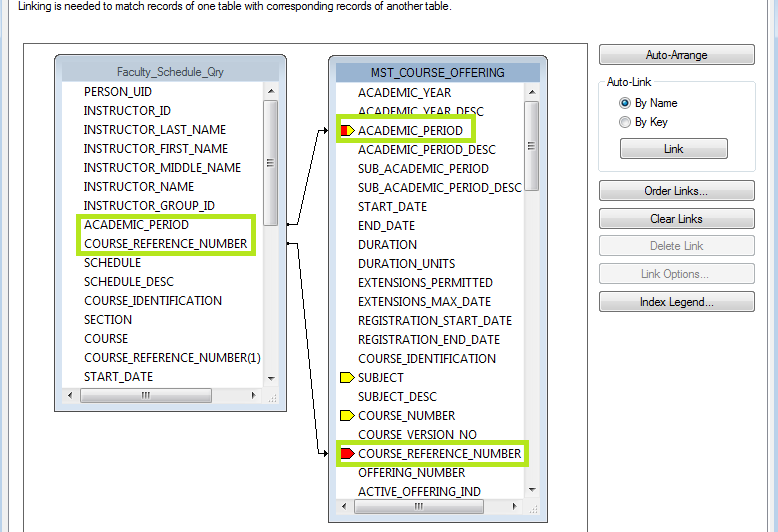 Linking is needed to match records of one table with corresponding records of another table.
Faculty_Schedule_Qry
PERSON_UID
INSTRUCTOR_ID
INSTRUCTOR_LAST_NAME
INSTRUCTOR_FIRST_NAME
INSTRUCTOR_MIDDLE_NAME
INSTRUCTOR_NAME
INSTRUCTOR_GROUP_ID
ACADEMIC_PERIOD
COURSE_REFERENCE_NUMBER
SCHEDULE
SCHEDULE_DESC
COURSE_IDENTIFICATION
SECTION
COURSE
COURSE_REFERENCE_NUMBER(1)
START_DATE
MST_COURSE_OFFERING
ACADEMIC_YEAR
ACADEMIC_YEAR_DESC
ACADEMIC_PERIOD
ACADEMIC_PERIOD_DESC
SUB_ACADEMIC_PERIOD
SUB_ACADEMIC_PERIOD_DESC
START_DATE
END_DATE
DURATION
DURATION_UNITS
EXTENSIONS_PERMITTED
EXTENSIONS_MAX_DATE
REGISTRATION_START_DATE
REGISTRATION_END_DATE
COURSE_IDENTIFICATION
SUBJECT
SUBJECT_DESC
COURSE_NUMBER
COURSE_VERSION_NO
COURSE_REFERENCE_NUMBER
OFFERING_NUMBER
ACTIVE_OFFERING_IND
Auto-Arrange
Auto-Link
By Name
By Key
Link
Order Links...
Clear Links
Delete Link
Link Options...
Index Legend...